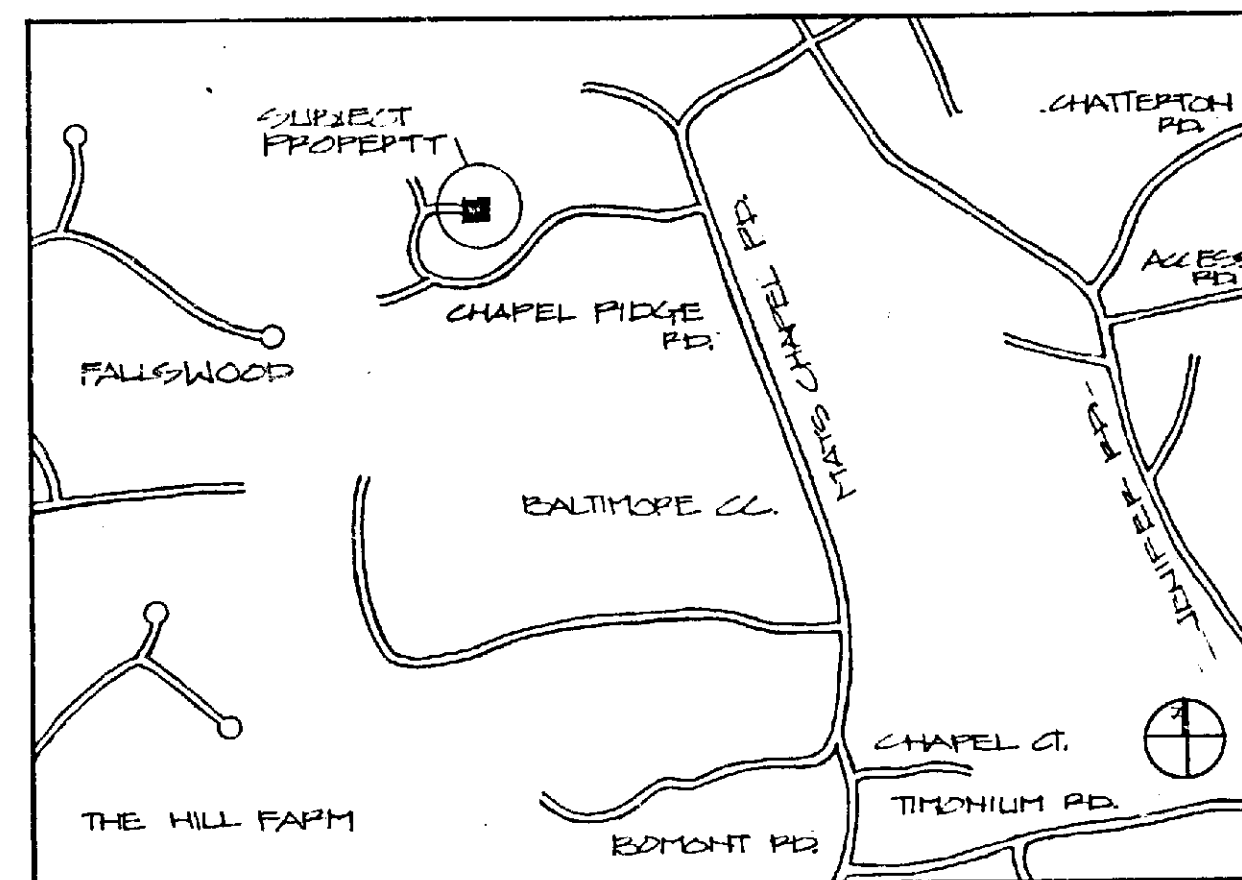 SUBJECT
PROPERTY
CHATTERTON
RD.
ACCESS
RD.
MAYS CHAPEL RD.
CHAPEL RIDGE
RD.
FALLSWOOD
JENIFER RD.
BALTIMORE CC.
CHAPEL CT.
TIMONIUM RD.
THE HILL FARM
BOMONT RD.